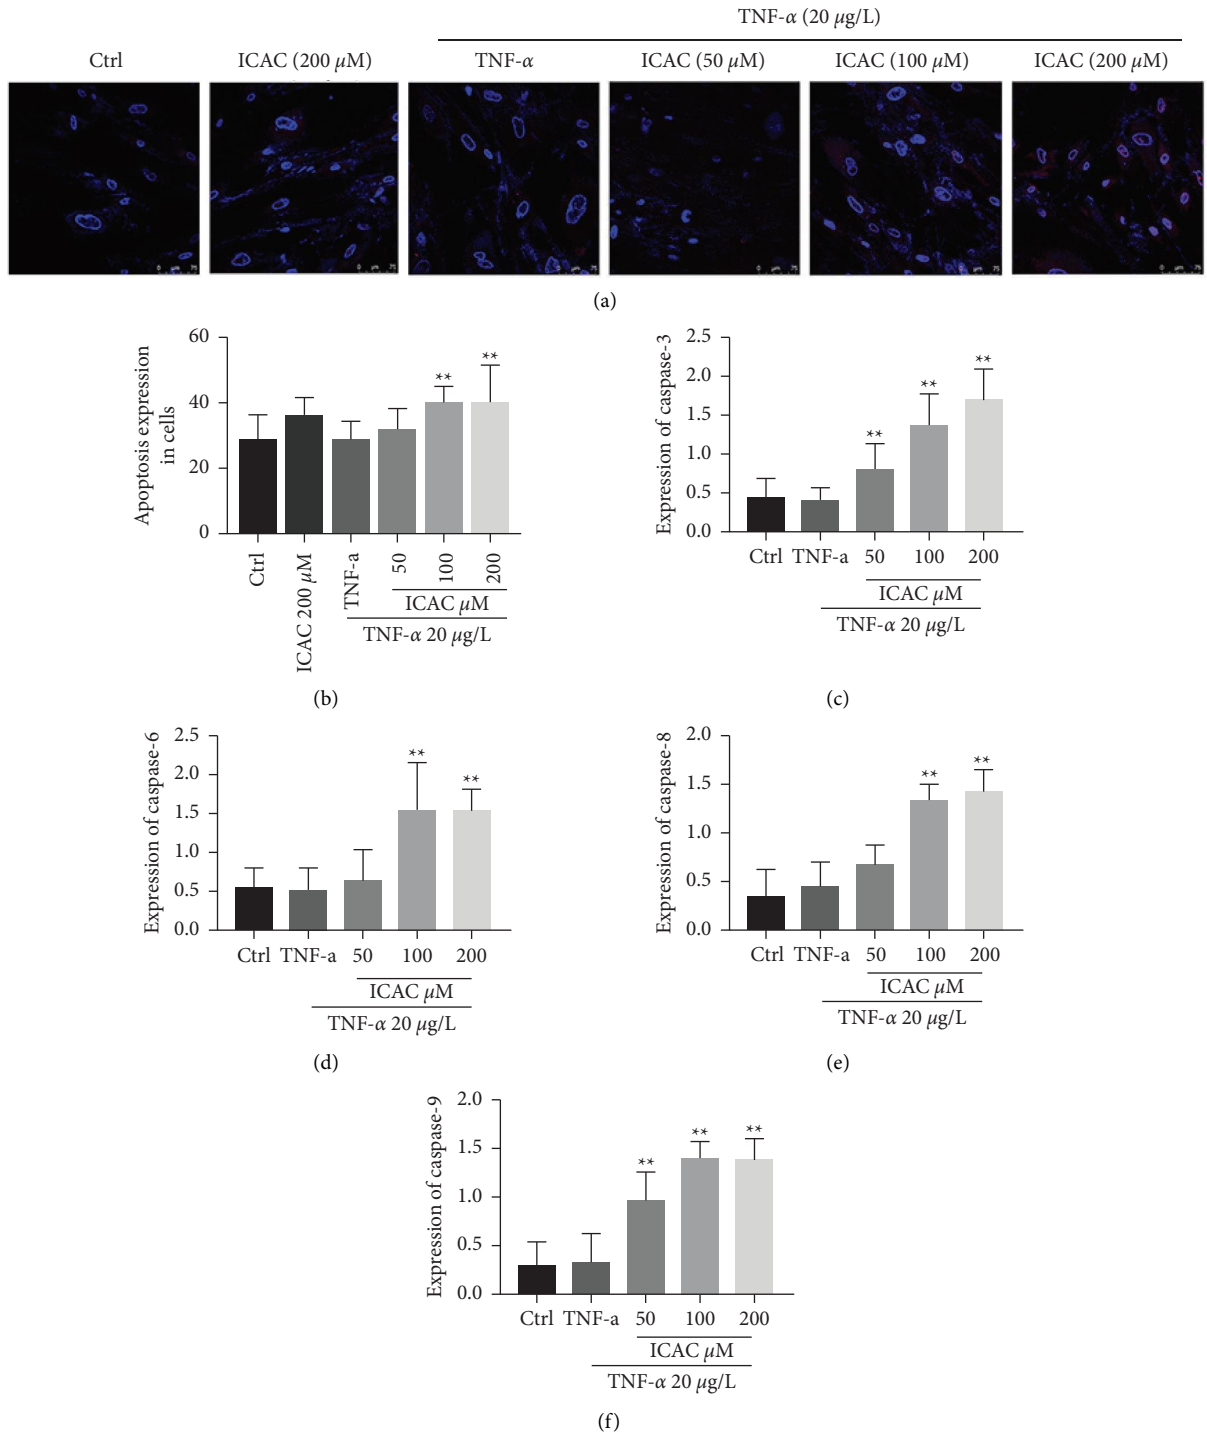 TNF-α (20 μg/L)
Ctrl ICAC (200 μM) TNF-α ICAC (50 μM) ICAC (100 μM) ICAC (200 μM)
(a)
Apoptosis expression
in cells
60
40
20
0
** **
Ctrl ICAC 200 μM TNF-a 50 100 200
ICAC μM
TNF-α 20 μg/L
(b)
Expression of caspase-3
2.5
2.0
1.5
1.0
0.5
0.0
** ** **
Ctrl TNF-a 50 100 200
ICAC μM
TNF-α 20 μg/L
(c)
Expression of caspase-6
2.5
2.0
1.5
1.0
0.5
0.0
** **
Ctrl TNF-a 50 100 200
ICAC μM
TNF-α 20 μg/L
(d)
Expression of caspase-8
2.0
1.5
1.0
0.5
0.0
** **
Ctrl TNF-a 50 100 200
ICAC μM
TNF-α 20 μg/L
(e)
Expression of caspase-9
2.0
1.5
1.0
0.5
0.0
** ** **
Ctrl TNF-a 50 100 200
ICAC μM
TNF-α 20 μg/L
(f)